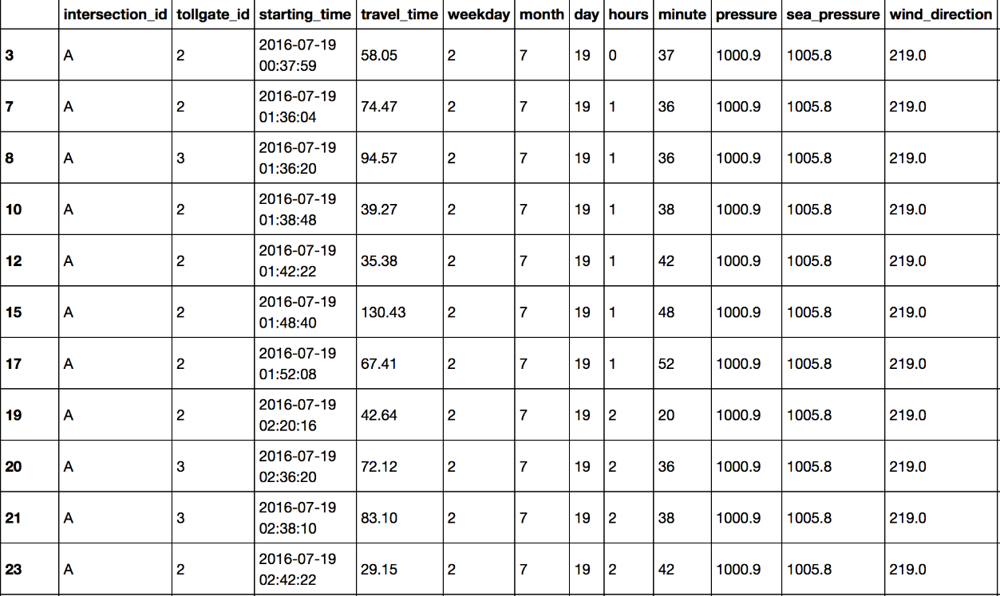 intersection_id tollgate_id starting_time travel_time weekday month day hours minute pressure sea_pressure wind_direction
3 A 2 2016-07-19 00:37:59 58.05 2 7 19 0 37 1000.9 1005.8 219.0
7 A 2 2016-07-19 01:36:04 74.47 2 7 19 1 36 1000.9 1005.8 219.0
8 A 3 2016-07-19 01:36:20 94.57 2 7 19 1 36 1000.9 1005.8 219.0
10 A 2 2016-07-19 01:38:48 39.27 2 7 19 1 38 1000.9 1005.8 219.0
12 A 2 2016-07-19 01:42:22 35.38 2 7 19 1 42 1000.9 1005.8 219.0
15 A 2 2016-07-19 01:48:40 130.43 2 7 19 1 48 1000.9 1005.8 219.0
17 A 2 2016-07-19 01:52:08 67.41 2 7 19 1 52 1000.9 1005.8 219.0
19 A 2 2016-07-19 02:20:16 42.64 2 7 19 2 20 1000.9 1005.8 219.0
20 A 3 2016-07-19 02:36:20 72.12 2 7 19 2 36 1000.9 1005.8 219.0
21 A 3 2016-07-19 02:38:10 83.10 2 7 19 2 38 1000.9 1005.8 219.0
23 A 2 2016-07-19 02:42:22 29.15 2 7 19 2 42 1000.9 1005.8 219.0